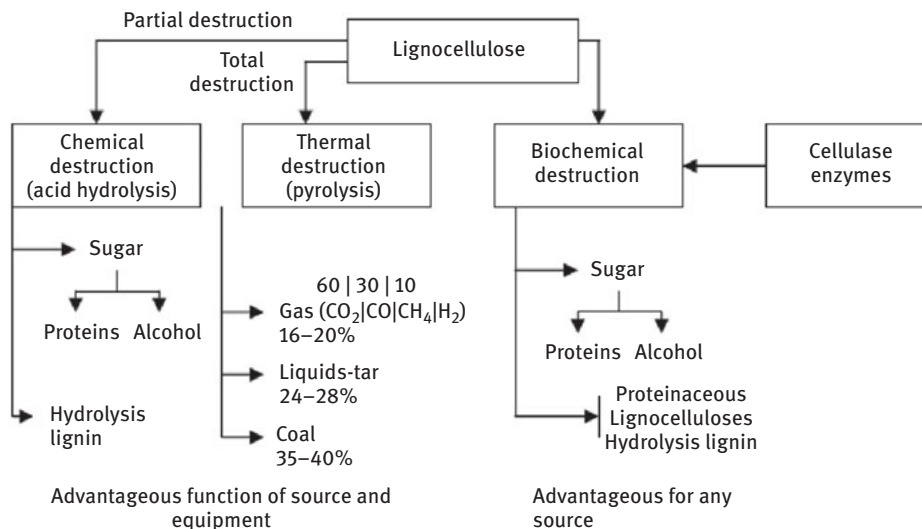 Partial destruction
Lignocellulose
Total
destruction
Chemical
destruction
(acid hydrolysis)
Thermal
destruction
(pyrolysis)
Biochemical
destruction
Cellulase
enzymes
Sugar
Proteins Alcohol
Hydrolysis
lignin
60 | 30 | 10
Gas (CO₂|CO|CH₄|H₂)
16–20%
Liquids-tar
24–28%
Coal
35–40%
Sugar
Proteins Alcohol
Proteinaceous
Lignocelluloses
Hydrolysis lignin
Advantageous function of source and
equipment
Advantageous for any
source